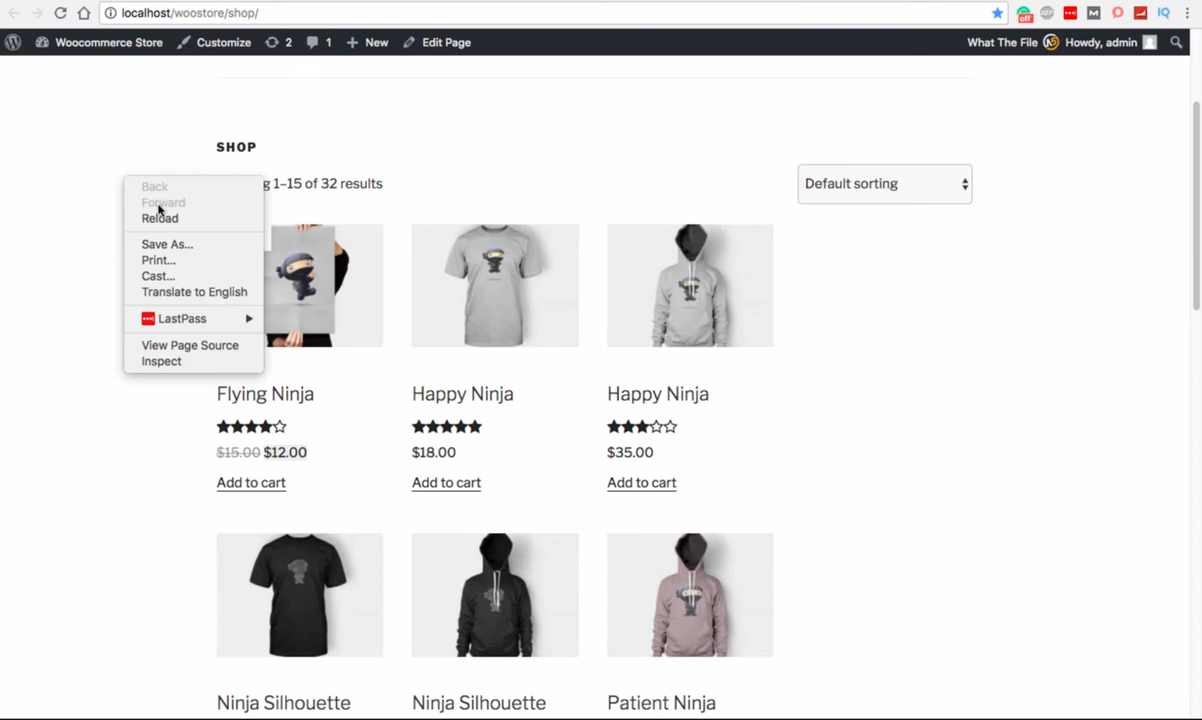 localhost/woostore/shop/
off
ABP
M
IQ
Woocommerce Store Customize 2 1 New Edit Page What The File Howdy, admin
SHOP
g 1–15 of 32 results
Default sorting
Back
Forward
Reload
Save As...
Print...
Cast...
Translate to English
LastPass
View Page Source
Inspect
Flying Ninja Happy Ninja Happy Ninja
$15.00 $12.00 $18.00 $35.00
Add to cart Add to cart Add to cart
Ninja Silhouette Ninja Silhouette Patient Ninja